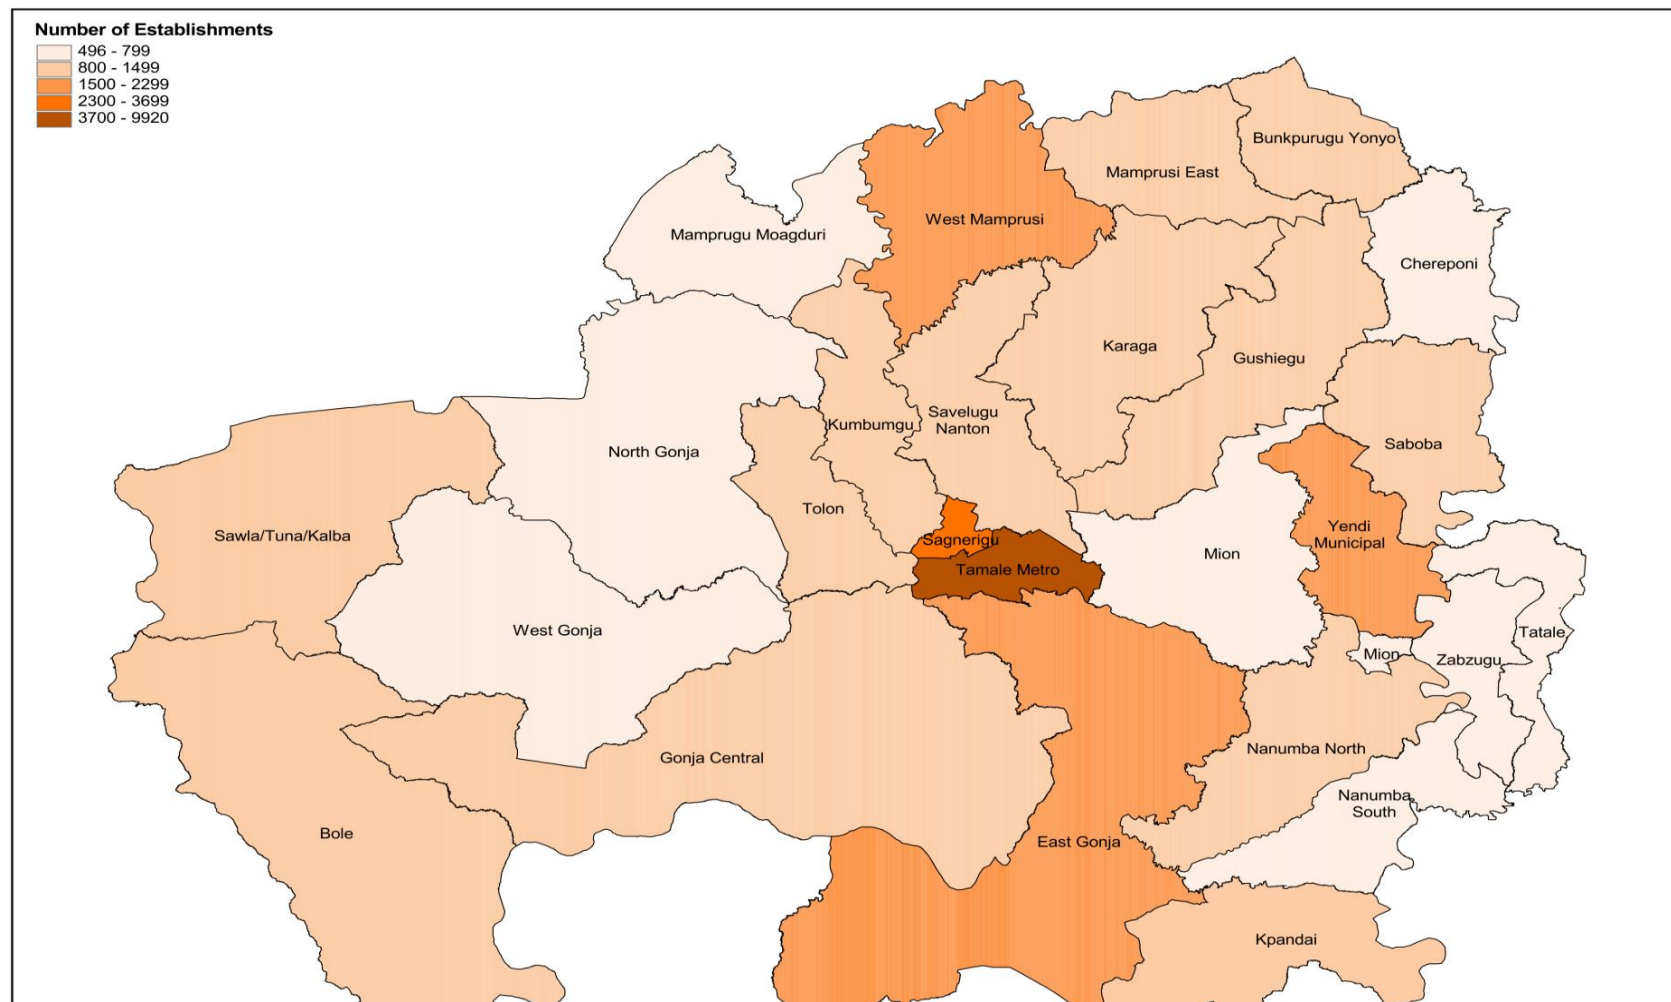 Number of Establishments
496 - 799
800 - 1499
1500 - 2299
2300 - 3699
3700 - 9920
Bunkpurugu Yonyo
Mamprusi East
West Mamprusi
Mamprugu Moagduri
Chereponi
Karaga
Gushiegu
Savelugu
Nanton
Kumbumgu
Saboba
North Gonja
Tolon
Sawla/Tuna/Kalba
Yendi
Municipal
Sagnerigu
Mion
Tamale Metro
West Gonja
Tatale
Mion
Zabzugu
Nanumba North
Gonja Central
Nanumba
South
Bole
East Gonja
Kpandai